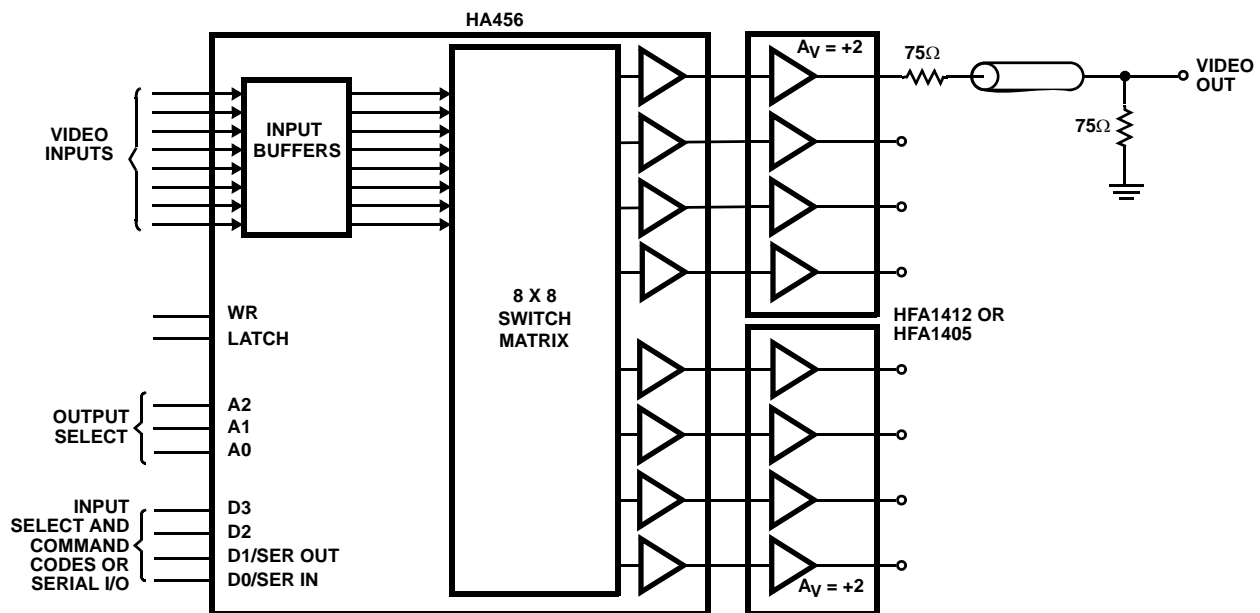 HA456
A_V = +2
75Ω
VIDEO
OUT
75Ω
VIDEO
INPUTS
INPUT
BUFFERS
8 X 8
SWITCH
MATRIX
WR
LATCH
HFA1412 OR
HFA1405
OUTPUT
SELECT
A2
A1
A0
INPUT
SELECT AND
COMMAND
CODES OR
SERIAL I/O
D3
D2
D1/SER OUT
D0/SER IN
A_V = +2